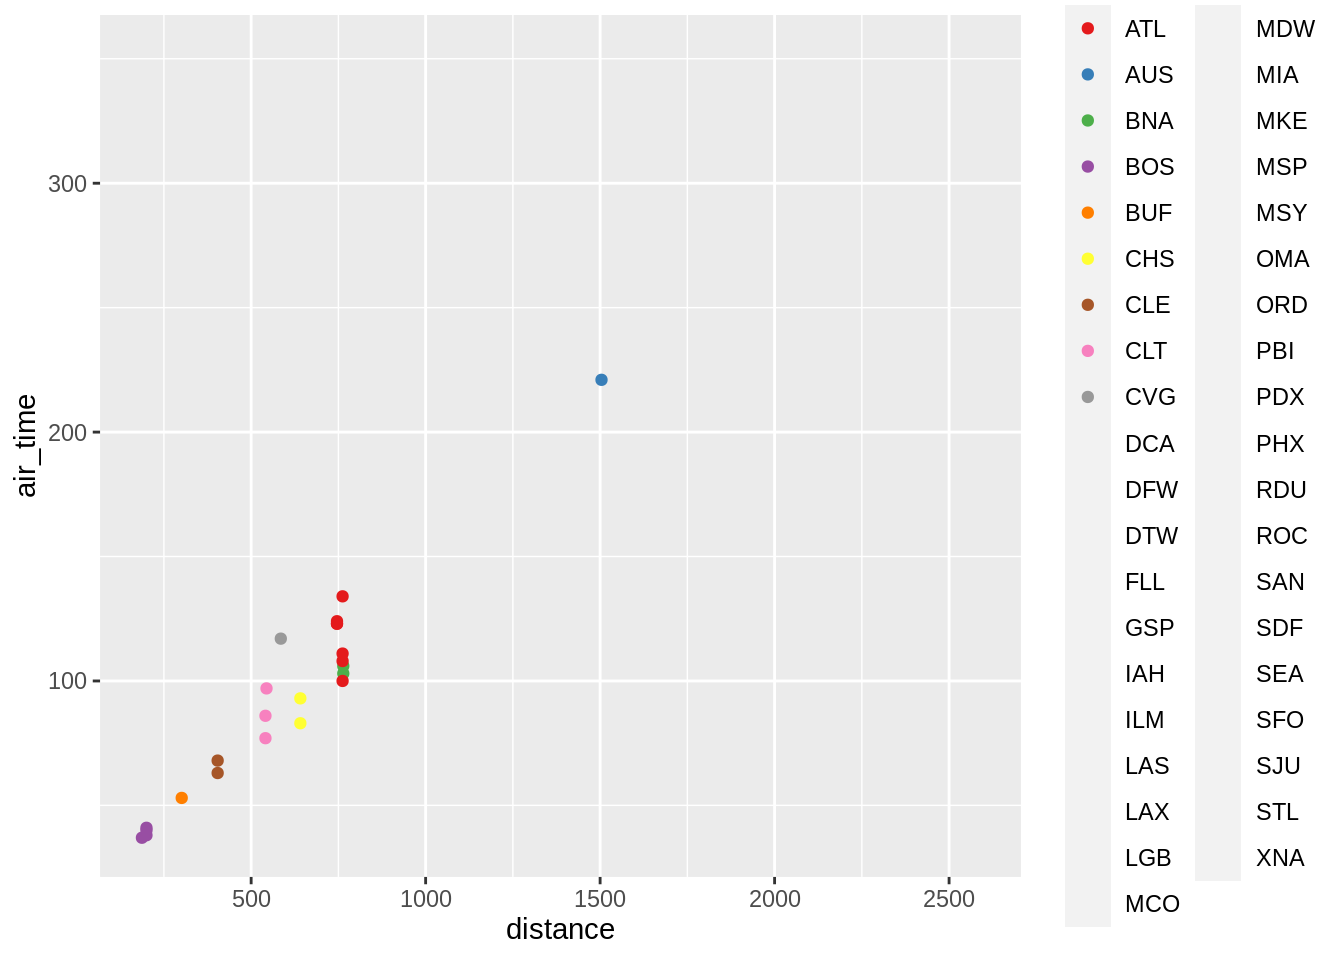 300
200
100
air_time
500
1000
1500
2000
2500
distance
ATL
AUS
BNA
BOS
BUF
CHS
CLE
CLT
CVG
DCA
DFW
DTW
FLL
GSP
IAH
ILM
LAS
LAX
LGB
MCO
MDW
MIA
MKE
MSP
MSY
OMA
ORD
PBI
PDX
PHX
RDU
ROC
SAN
SDF
SEA
SFO
SJU
STL
XNA